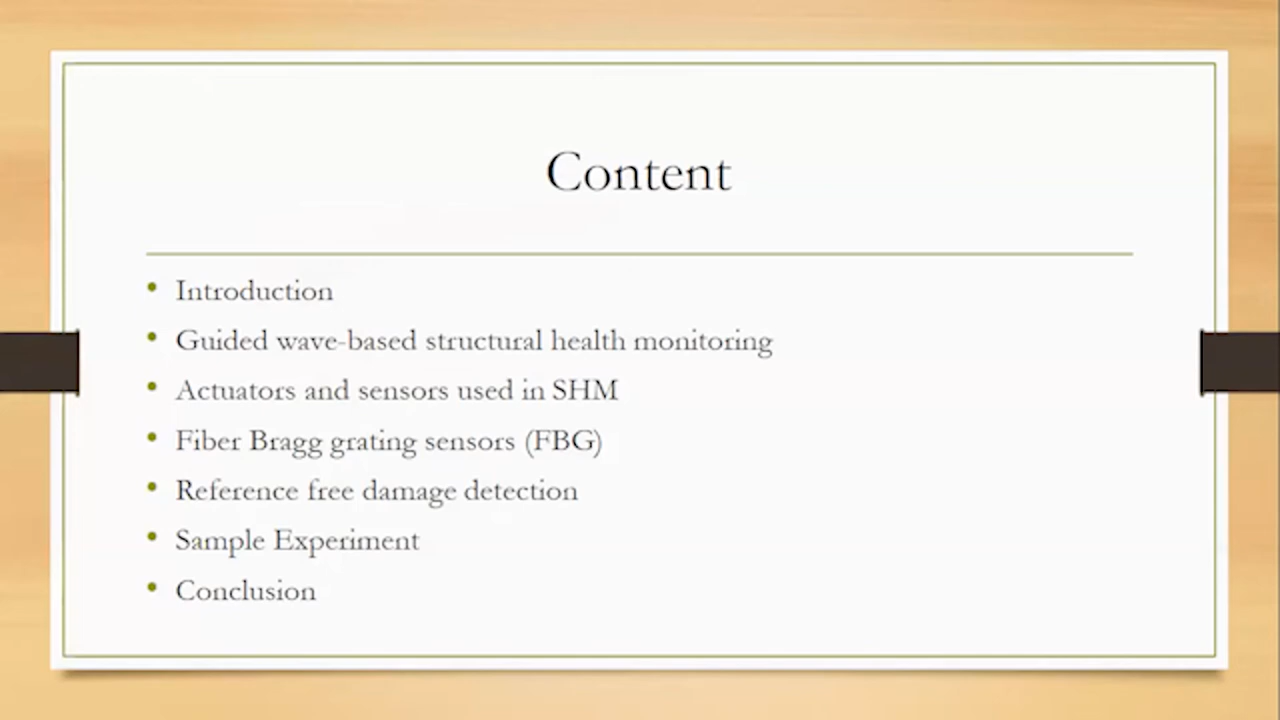 Content
• Introduction
• Guided wave-based structural health monitoring
• Actuators and sensors used in SHM
• Fiber Bragg grating sensors (FBG)
• Reference free damage detection
• Sample Experiment
• Conclusion